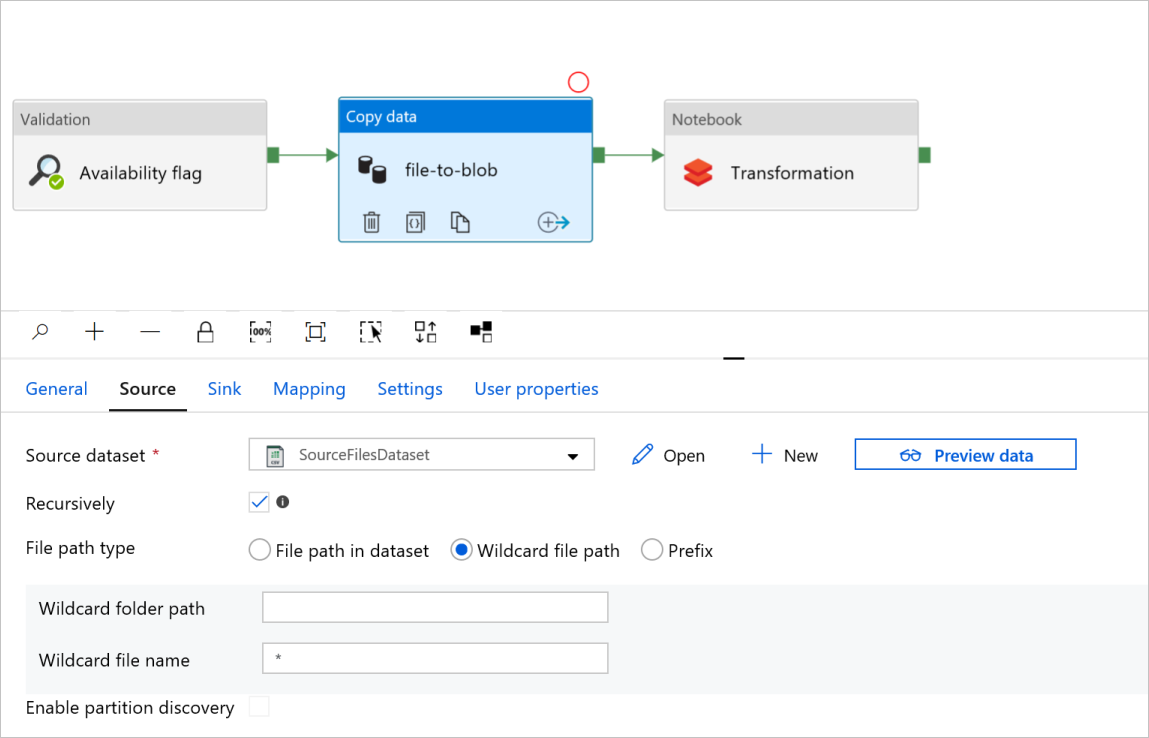 Validation
Availability flag
Copy data
file-to-blob
Notebook
Transformation
100%
General Source Sink Mapping Settings User properties
Source dataset * SourceFilesDataset Open New Preview data
Recursively
File path type File path in dataset Wildcard file path Prefix
Wildcard folder path
Wildcard file name *
Enable partition discovery